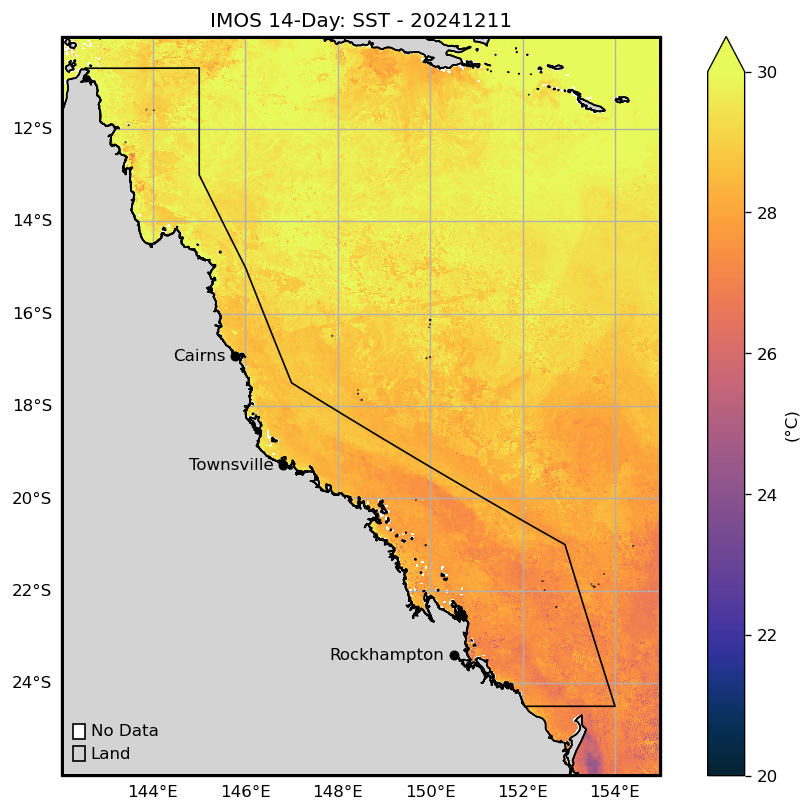 IMOS 14-Day: SST - 20241211
12°S
14°S
16°S
18°S
20°S
22°S
24°S
Cairns
Townsville
Rockhampton
No Data
Land
144°E 146°E 148°E 150°E 152°E 154°E
30
28
26
24
22
20
(°C)